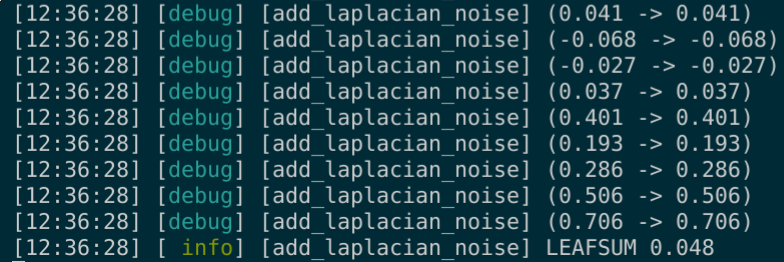 [12:36:28] [debug] [add_laplacian_noise] (0.041 -> 0.041)
[12:36:28] [debug] [add_laplacian_noise] (-0.068 -> -0.068)
[12:36:28] [debug] [add_laplacian_noise] (-0.027 -> -0.027)
[12:36:28] [debug] [add_laplacian_noise] (0.037 -> 0.037)
[12:36:28] [debug] [add_laplacian_noise] (0.401 -> 0.401)
[12:36:28] [debug] [add_laplacian_noise] (0.193 -> 0.193)
[12:36:28] [debug] [add_laplacian_noise] (0.286 -> 0.286)
[12:36:28] [debug] [add_laplacian_noise] (0.506 -> 0.506)
[12:36:28] [debug] [add_laplacian_noise] (0.706 -> 0.706)
[12:36:28] [ info] [add_laplacian_noise] LEAFSUM 0.048